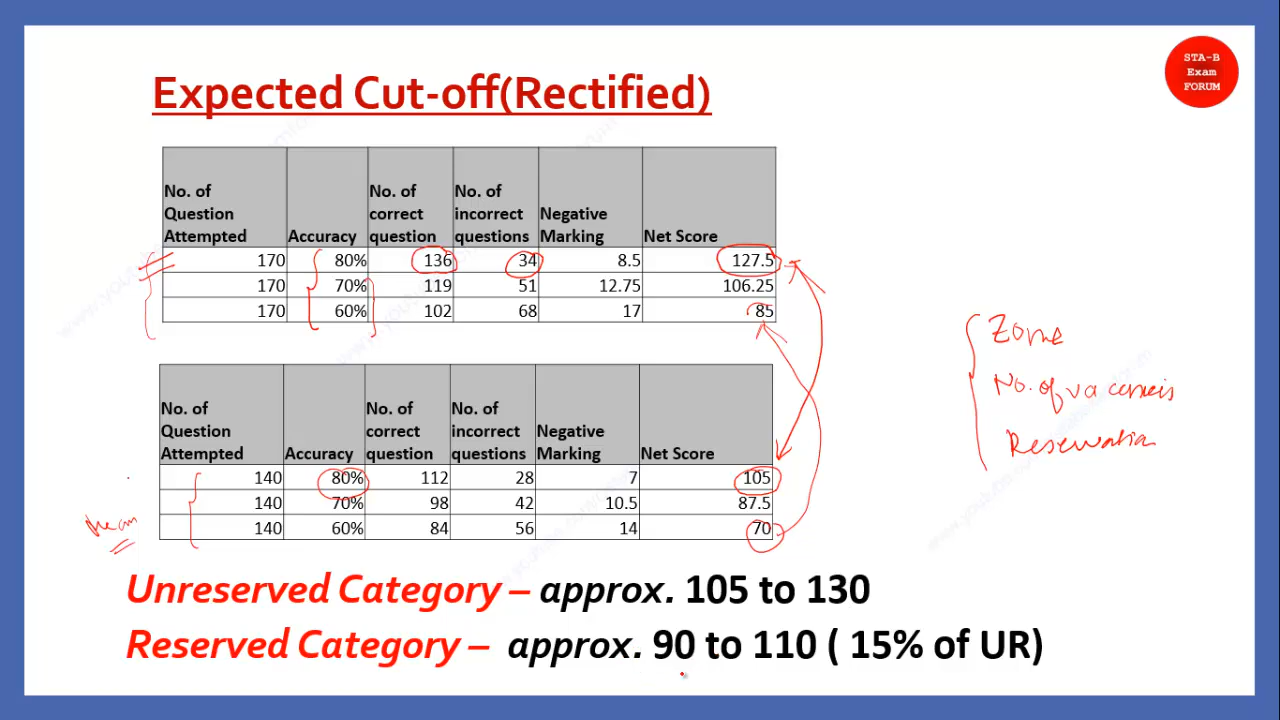 STA-B
Exam
FORUM
Expected Cut-off(Rectified)
No. of Question Attempted Accuracy No. of correct question No. of incorrect questions Negative Marking Net Score
170 80% 136 34 8.5 127.5
170 70% 119 51 12.75 106.25
170 60% 102 68 17 85
Zone
No. of vacancies
Reservation
No. of Question Attempted Accuracy No. of correct question No. of incorrect questions Negative Marking Net Score
140 80% 112 28 7 105
140 70% 98 42 10.5 87.5
140 60% 84 56 14 70
Mean
Unreserved Category – approx. 105 to 130
Reserved Category – approx. 90 to 110 ( 15% of UR)